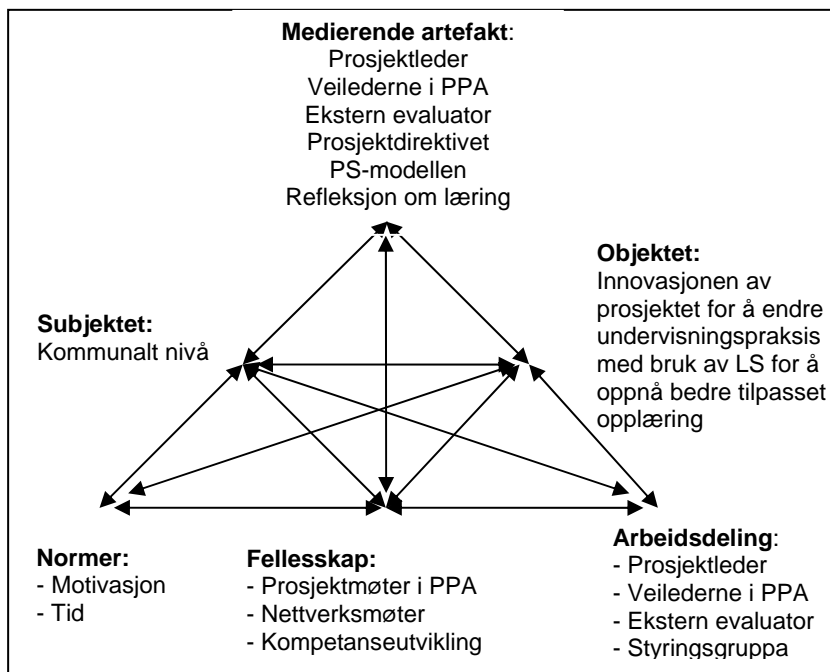 Medierende artefakt:
Prosjektleder
Veilederne i PPA
Ekstern evaluator
Prosjektdirektivet
PS-modellen
Refleksjon om læring
Subjektet:
Kommunalt nivå
Objektet:
Innovasjonen av
prosjektet for å endre
undervisningspraksis
med bruk av LS for å
oppnå bedre tilpasset
opplæring
Normer:
- Motivasjon
- Tid
Fellesskap:
- Prosjektmøter i PPA
- Nettverksmøter
- Kompetanseutvikling
Arbeidsdeling:
- Prosjektleder
- Veilederne i PPA
- Ekstern evaluator
- Styringsgruppa